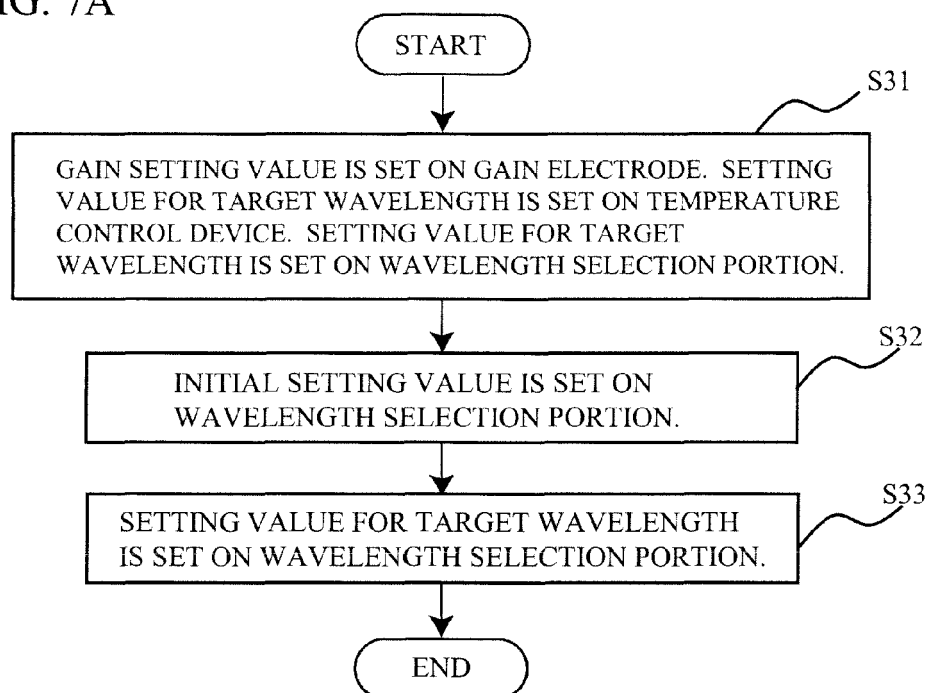 FIG. 7A
START
S31
GAIN SETTING VALUE IS SET ON GAIN ELECTRODE. SETTING
VALUE FOR TARGET WAVELENGTH IS SET ON TEMPERATURE
CONTROL DEVICE. SETTING VALUE FOR TARGET
WAVELENGTH IS SET ON WAVELENGTH SELECTION PORTION.
S32
INITIAL SETTING VALUE IS SET ON
WAVELENGTH SELECTION PORTION.
S33
SETTING VALUE FOR TARGET WAVELENGTH
IS SET ON WAVELENGTH SELECTION PORTION.
END